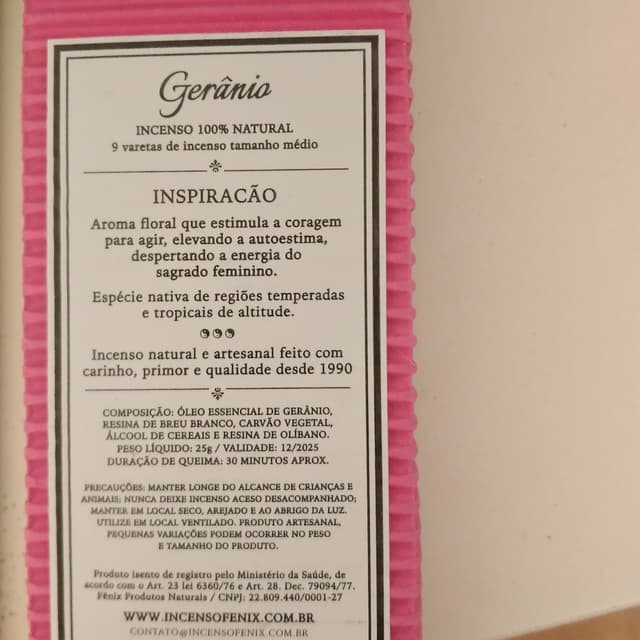 Gerânio
INCENSO 100% NATURAL
9 varetas de incenso tamanho médio
INSPIRACÃO
Aroma floral que estimula a coragem
para agir, elevando a autoestima,
despertando a energia do
sagrado feminino.
Espécie nativa de regiões temperadas
e tropicais de altitude.
Incenso natural e artesanal feito com
carinho, primor e qualidade desde 1990
COMPOSIÇÃO: ÓLEO ESSENCIAL DE GERÂNIO,
RESINA DE BREU BRANCO, CARVÃO VEGETAL,
ÁLCOOL DE CEREAIS E RESINA DE OLÍBANO.
PESO LÍQUIDO: 25g / VALIDADE: 12/2025
DURAÇÃO DE QUEIMA: 30 MINUTOS APROX.
PRECAUÇÕES: MANTER LONGE DO ALCANCE DE CRIANÇAS E
ANIMAIS; NUNCA DEIXE INCENSO ACESO DESACOMPANHADO;
MANTER EM LOCAL SECO, AREJADO E AO ABRIGO DA LUZ.
UTILIZE EM LOCAL VENTILADO. PRODUTO ARTESANAL,
PEQUENAS VARIAÇÕES PODEM OCORRER NO PESO
E TAMANHO DO PRODUTO.
Produto isento de registro pelo Ministério da Saúde, de
acordo com o Art. 23 lei 6360/76 e Art. 28. Dec. 79094/77.
Fênix Produtos Naturais / CNPJ: 22.809.440/0001-27
WWW.INCENSOFENIX.COM.BR
CONTATO@INCENSOFENIX.COM.BR